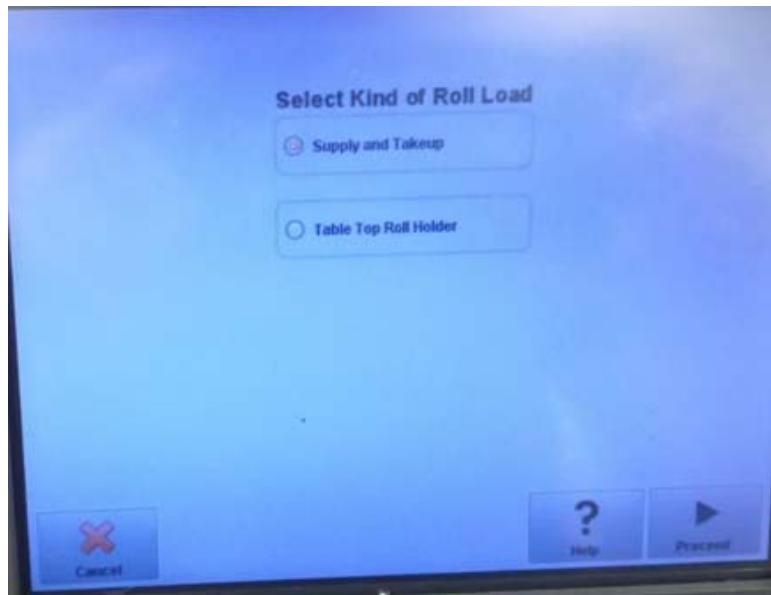 Select Kind of Roll Load
Supply and Takeup
Table Top Roll Holder
?
Cancel
Help
Proceed